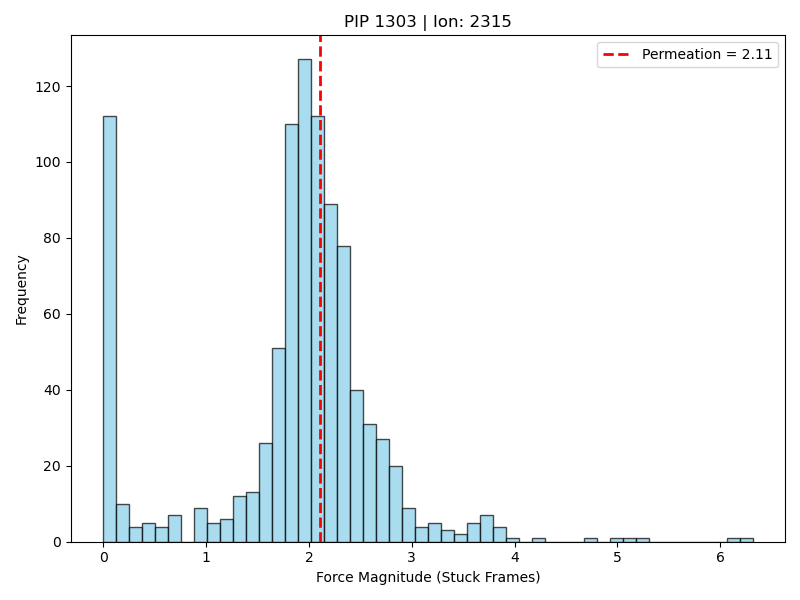 PIP 1303 | Ion: 2315
Permeation = 2.11
Frequency
120
100
80
60
40
20
0
0 1 2 3 4 5 6
Force Magnitude (Stuck Frames)